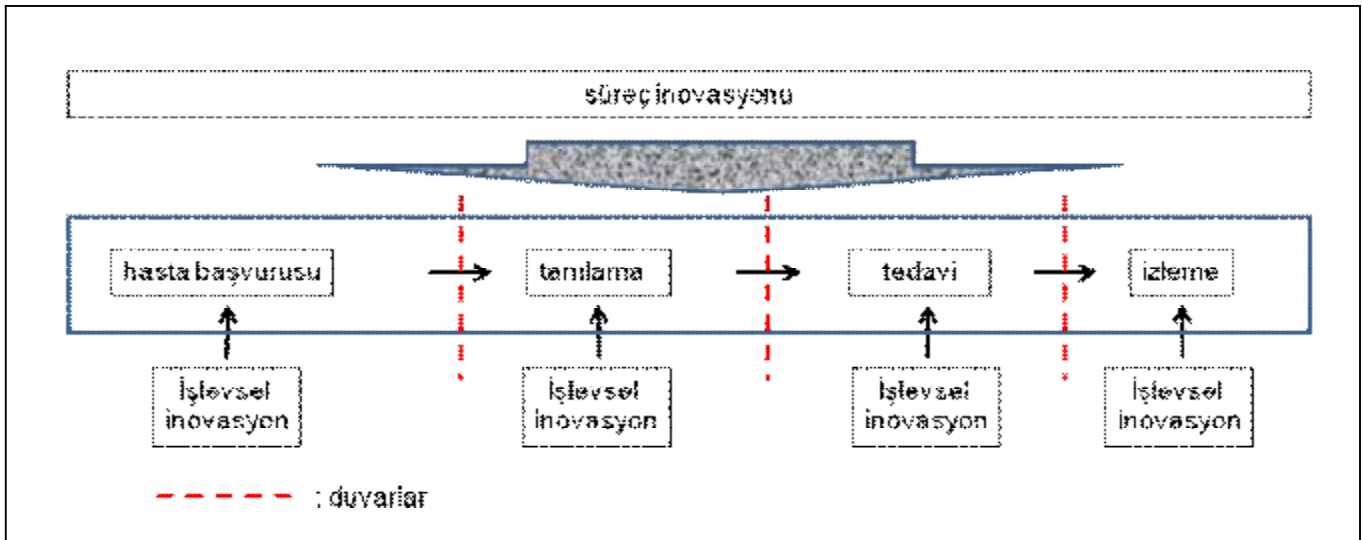 süreç inovasyonu
hasta başvurusu
tanılama
tedavi
izleme
İşlevsel
inovasyon
İşlevsel
inovasyon
İşlevsel
inovasyon
İşlevsel
inovasyon
: duvarlar